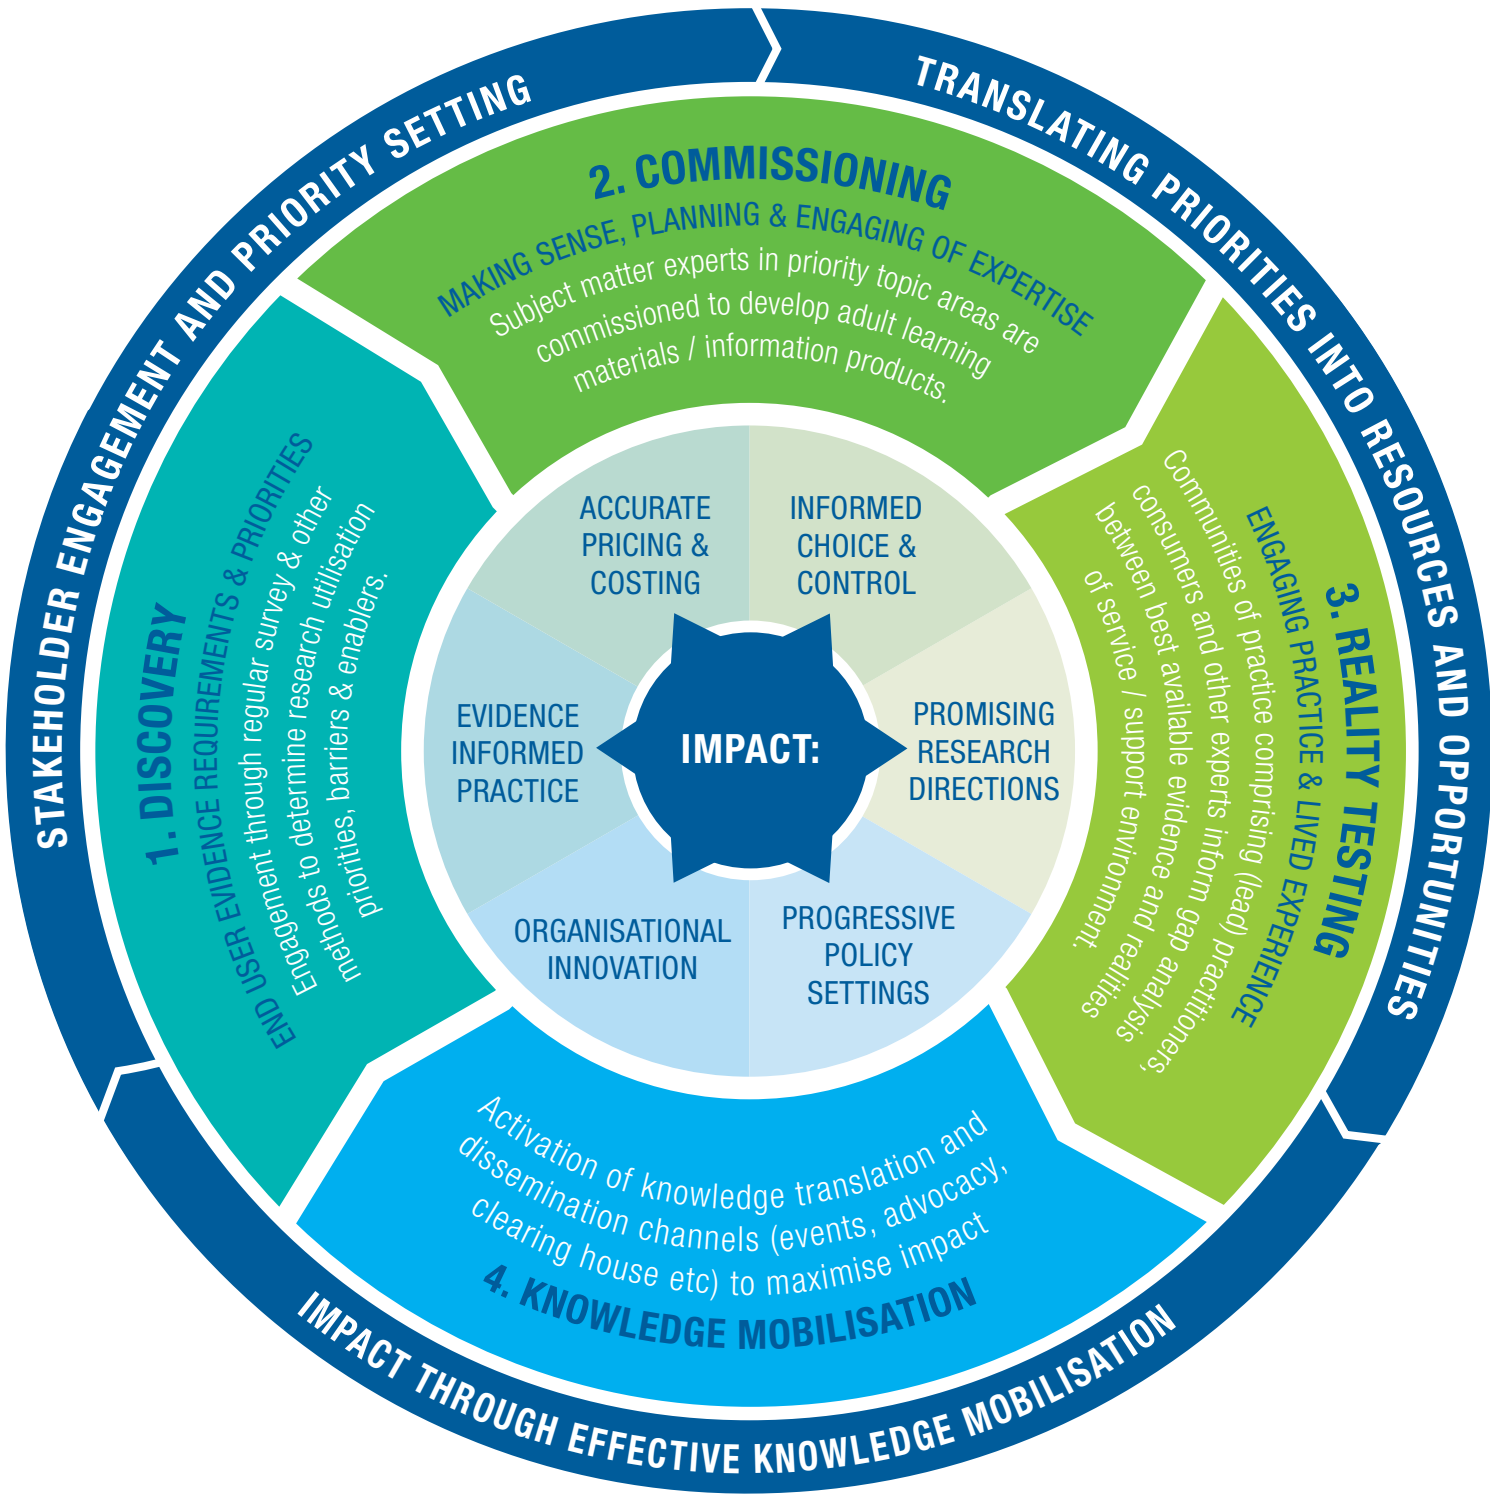 STAKEHOLDER ENGAGEMENT AND PRIORITY SETTING
TRANSLATING PRIORITIES INTO RESOURCES AND OPPORTUNITIES
IMPACT THROUGH EFFECTIVE KNOWLEDGE MOBILISATION
1. DISCOVERY
END USER EVIDENCE REQUIREMENTS & PRIORITIES
Engagement through regular survey & other
methods to determine research utilisation
priorities, barriers & enablers.
2. COMMISSIONING
MAKING SENSE, PLANNING & ENGAGING OF EXPERTISE
Subject matter experts in priority topic areas are
commissioned to develop adult learning
materials / information products.
3. REALITY TESTING
ENGAGING PRACTICE & LIVED EXPERIENCE
Communities of practice comprising (lead) practitioners,
consumers and other experts inform gap analysis
between best available evidence and realities
of service / support environment.
Activation of knowledge translation and
dissemination channels (events, advocacy,
clearing house etc) to maximise impact
4. KNOWLEDGE MOBILISATION
ACCURATE
PRICING &
COSTING
INFORMED
CHOICE &
CONTROL
EVIDENCE
INFORMED
PRACTICE
IMPACT:
PROMISING
RESEARCH
DIRECTIONS
ORGANISATIONAL
INNOVATION
PROGRESSIVE
POLICY
SETTINGS